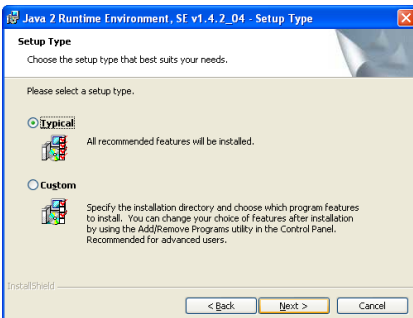 Java 2 Runtime Environment, SE v1.4.2_04 - Setup Type
Setup Type
Choose the setup type that best suits your needs.
Please select a setup type.
Typical
All recommended features will be installed.
Custom
Specify the installation directory and choose which program features
to install. You can change your choice of features after installation
by using the Add/Remove Programs utility in the Control Panel.
Recommended for advanced users.
InstallShield
< Back Next > Cancel